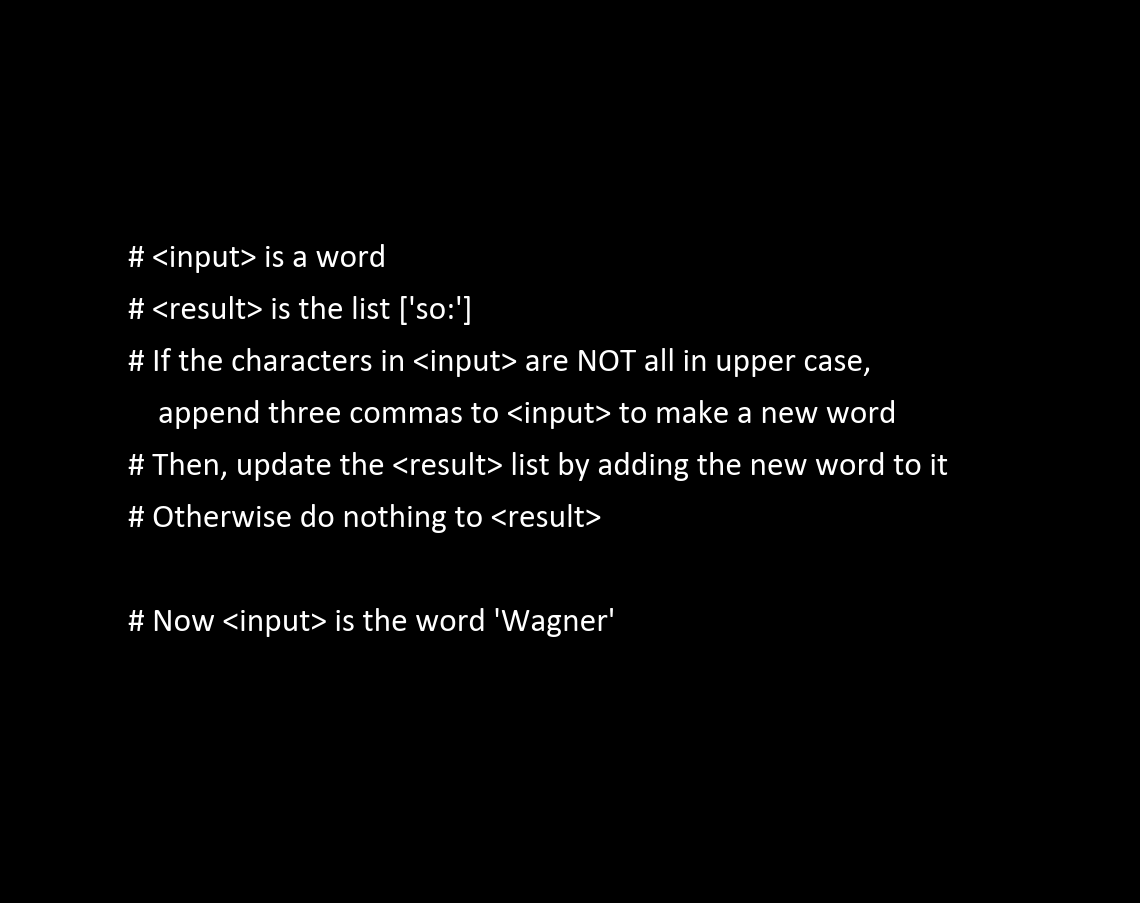 # <input> is a word
# <result> is the list ['so:']
# If the characters in <input> are NOT all in upper case,
append three commas to <input> to make a new word
# Then, update the <result> list by adding the new word to it
# Otherwise do nothing to <result>
# Now <input> is the word 'Wagner'